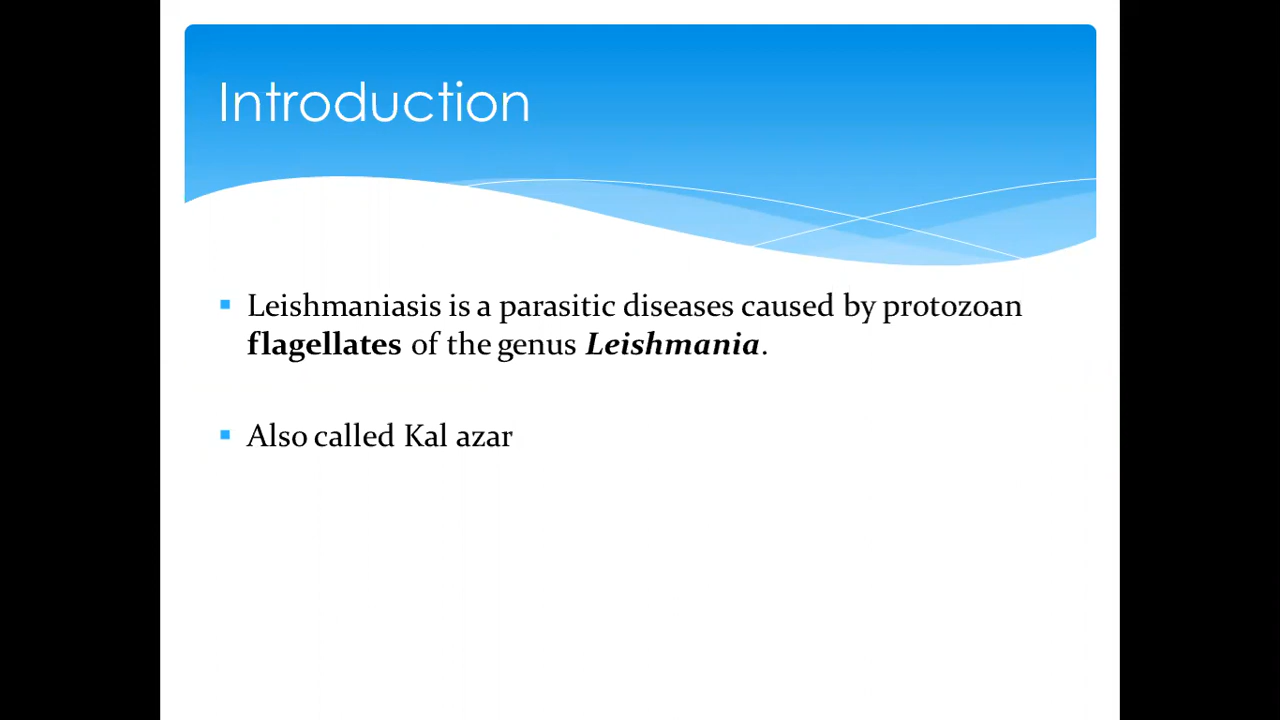 Introduction
Leishmaniasis is a parasitic diseases caused by protozoan
flagellates of the genus Leishmania.
Also called Kal azar